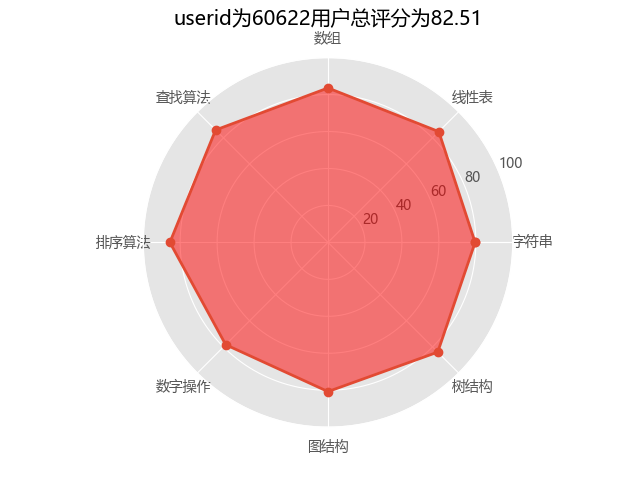 userid为60622用户总评分为82.51
数组
查找算法
线性表
100
80
60
40
20
排序算法
字符串
数字操作
树结构
图结构